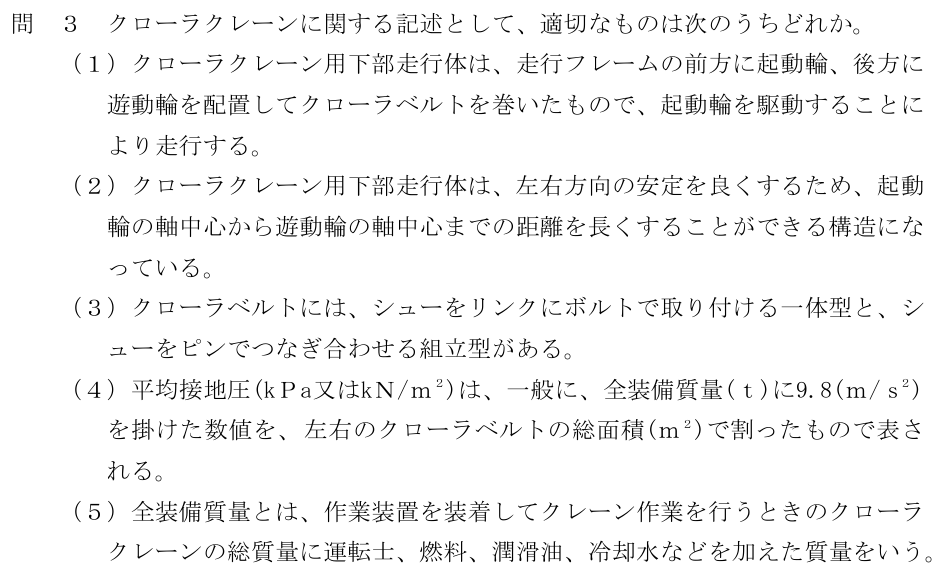 問　３　クローラクレーンに関する記述として、適切なものは次のうちどれか。
（１）クローラクレーン用下部走行体は、走行フレームの前方に起動輪、後方に
遊動輪を配置してクローラベルトを巻いたもので、起動輪を駆動することに
より走行する。
（２）クローラクレーン用下部走行体は、左右方向の安定を良くするため、起動
輪の軸中心から遊動輪の軸中心までの距離を長くすることができる構造にな
っている。
（３）クローラベルトには、シューをリンクにボルトで取り付ける一体型と、シ
ューをピンでつなぎ合わせる組立型がある。
（４）平均接地圧(kＰa又はkＮ/ｍ²)は、一般に、全装備質量(ｔ)に9.8(m/ｓ²)
を掛けた数値を、左右のクローラベルトの総面積(ｍ²)で割ったもので表さ
れる。
（５）全装備質量とは、作業装置を装着してクレーン作業を行うときのクローラ
クレーンの総質量に運転士、燃料、潤滑油、冷却水などを加えた質量をいう。